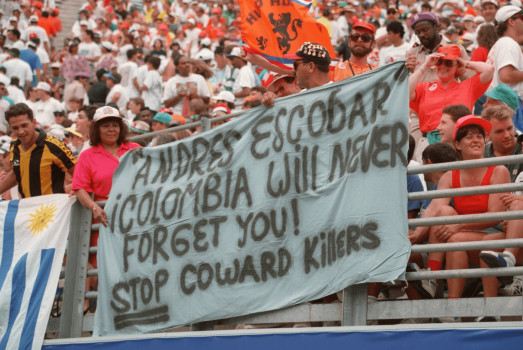 ANDRES ESCOBAR
¡COLOMBIA WILL NEVER
FORGET YOU!
STOP COWARD KILLERS